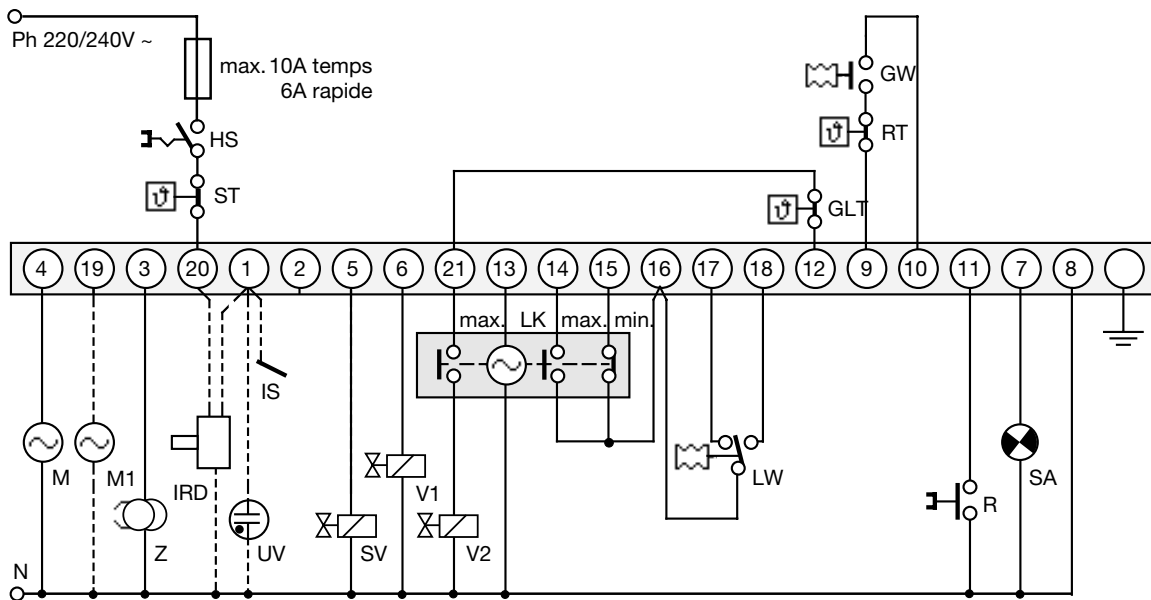 Ph 220/240V ~
max. 10A temps
6A rapide
HS
ST
GW
RT
GLT
4 19 3 20 1 2 5 6 21 13 14 15 16 17 18 12 9 10 11 7 8
max. LK max. min.
IS
M
M1
IRD
Z
UV
SV
V1
V2
LW
R
SA
N
ϑ
ϑ
ϑ